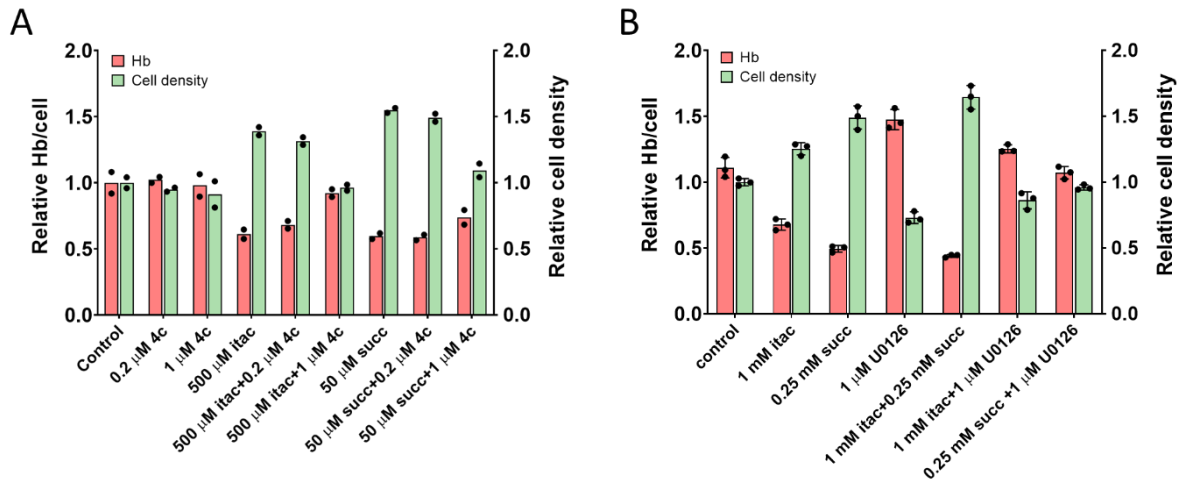 A
B
Hb
Cell density
Relative Hb/cell
2.0
1.5
1.0
0.5
0.0
2.0
1.5
1.0
0.5
0.0
Relative cell density
Control
0.2 μM 4c
1 μM 4c
500 μM itac
500 μM itac+0.2 μM 4c
500 μM itac+1 μM 4c
50 μM succ
50 μM succ+0.2 μM 4c
50 μM succ+1 μM 4c
Hb
Cell density
Relative Hb/cell
2.0
1.5
1.0
0.5
0.0
2.0
1.5
1.0
0.5
0.0
Relative cell density
control
1 mM itac
0.25 mM succ
1 μM U0126
1 mM itac+0.25 mM succ
1 mM itac+1 μM U0126
0.25 mM succ +1 μM U0126